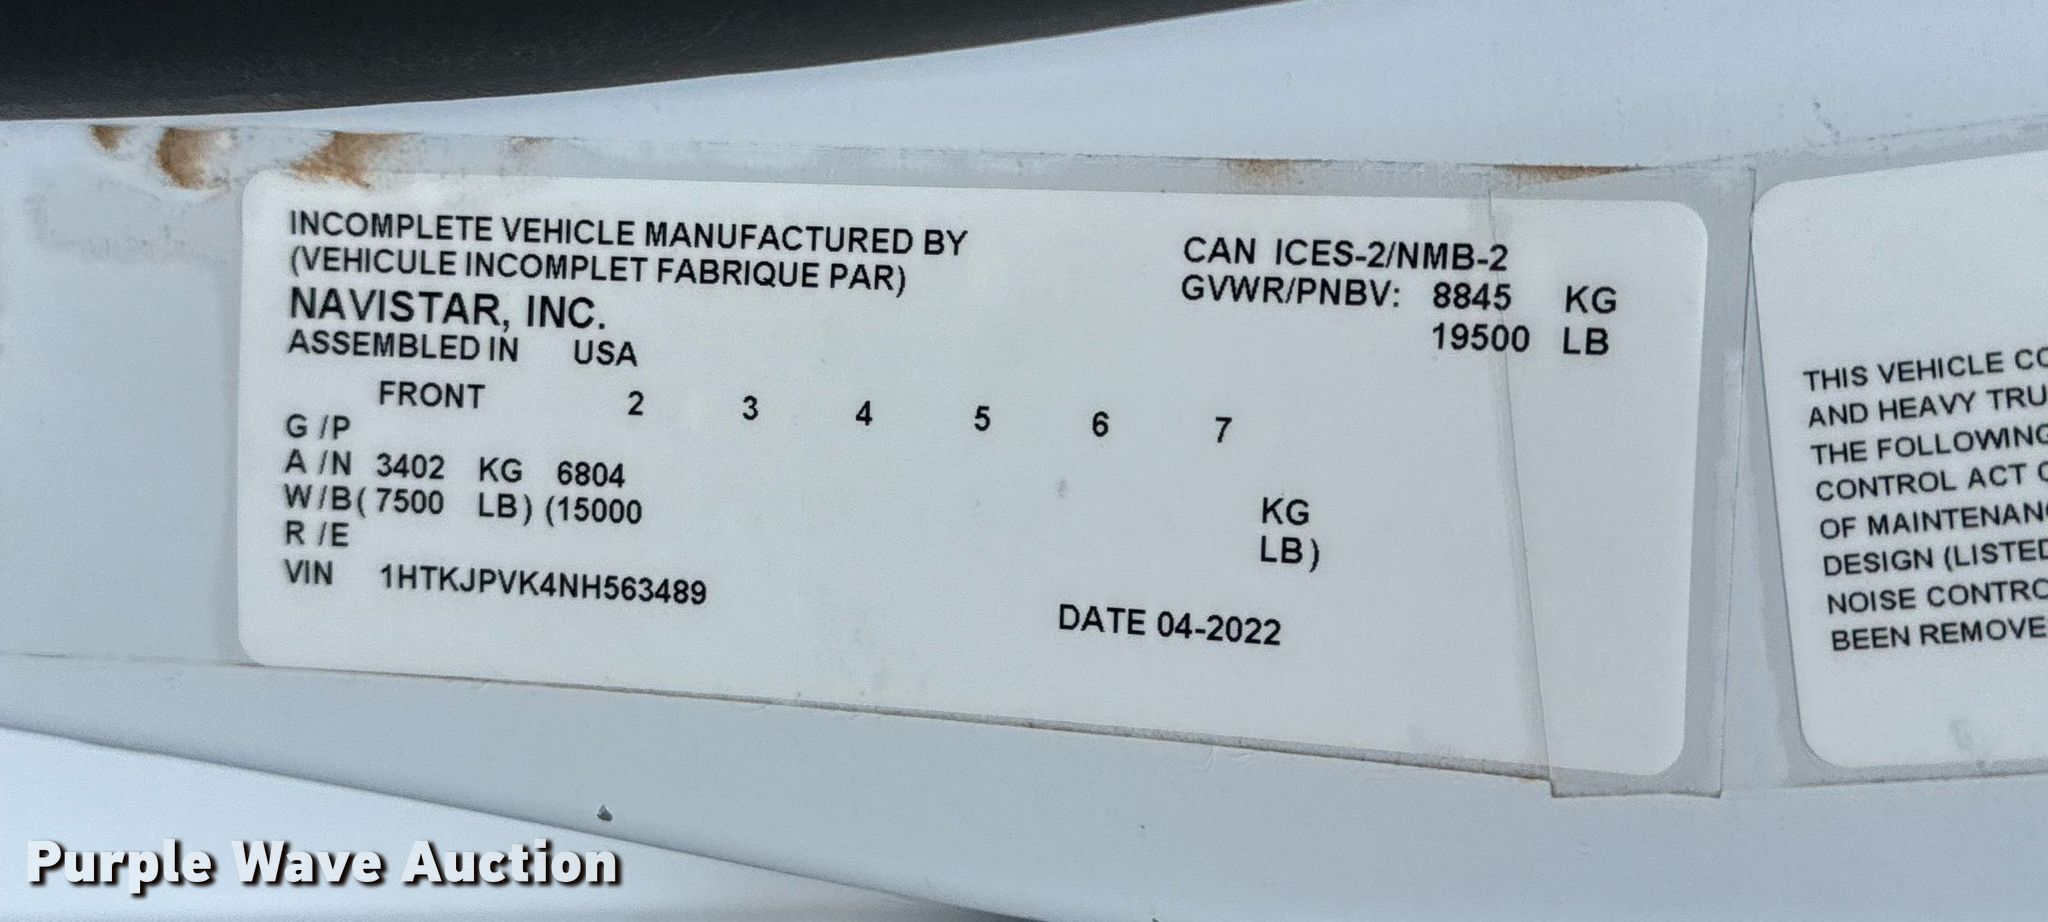 INCOMPLETE VEHICLE MANUFACTURED BY
(VEHICULE INCOMPLET FABRIQUE PAR)
NAVISTAR, INC.
ASSEMBLED IN USA
CAN ICES-2/NMB-2
GVWR/PNBV: 8845 KG
19500 LB
FRONT 2 3 4 5 6 7
G /P
A /N 3402 KG 6804 KG
W/B( 7500 LB) (15000 LB)
R /E
VIN 1HTKJPVK4NH563489
DATE 04-2022
THIS VEHICLE CO
AND HEAVY TRU
THE FOLLOWING
CONTROL ACT
OF MAINTENAN
DESIGN (LISTED
NOISE CONTRO
BEEN REMOVE
Purple Wave Auction